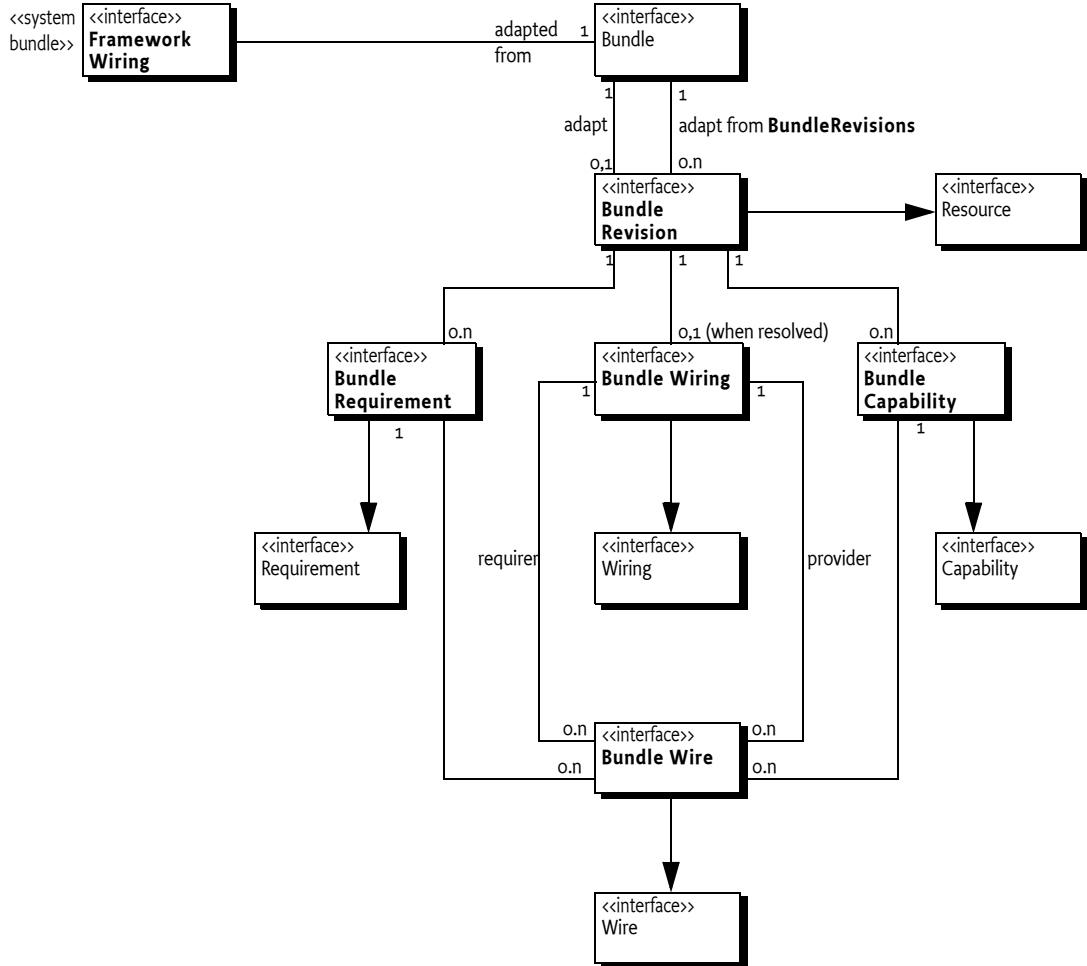 <<system
bundle>>
<<interface>>
Framework
Wiring
adapted
from
1
<<interface>>
Bundle
1
1
adapt
adapt from BundleRevisions
0,1
0.n
<<interface>>
Bundle
Revision
<<interface>>
Resource
1
1
1
0.n
0,1 (when resolved)
0.n
<<interface>>
Bundle
Requirement
<<interface>>
Bundle Wiring
<<interface>>
Bundle
Capability
1
1
1
1
<<interface>>
Requirement
requirer
<<interface>>
Wiring
provider
<<interface>>
Capability
0.n
0.n
<<interface>>
Bundle Wire
0.n
0.n
<<interface>>
Wire